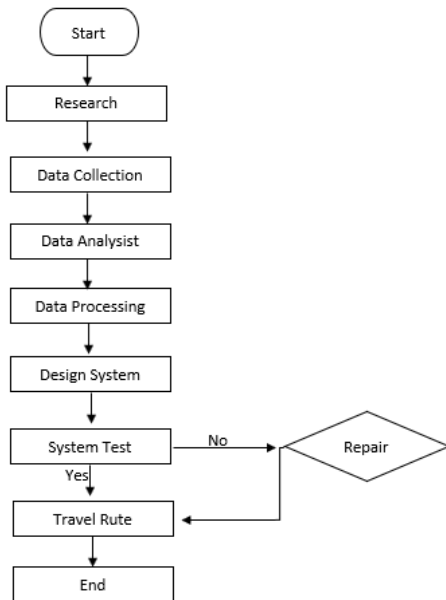 Start
Research
Data Collection
Data Analysist
Data Processing
Design System
System Test
No
Repair
Yes
Travel Rute
End